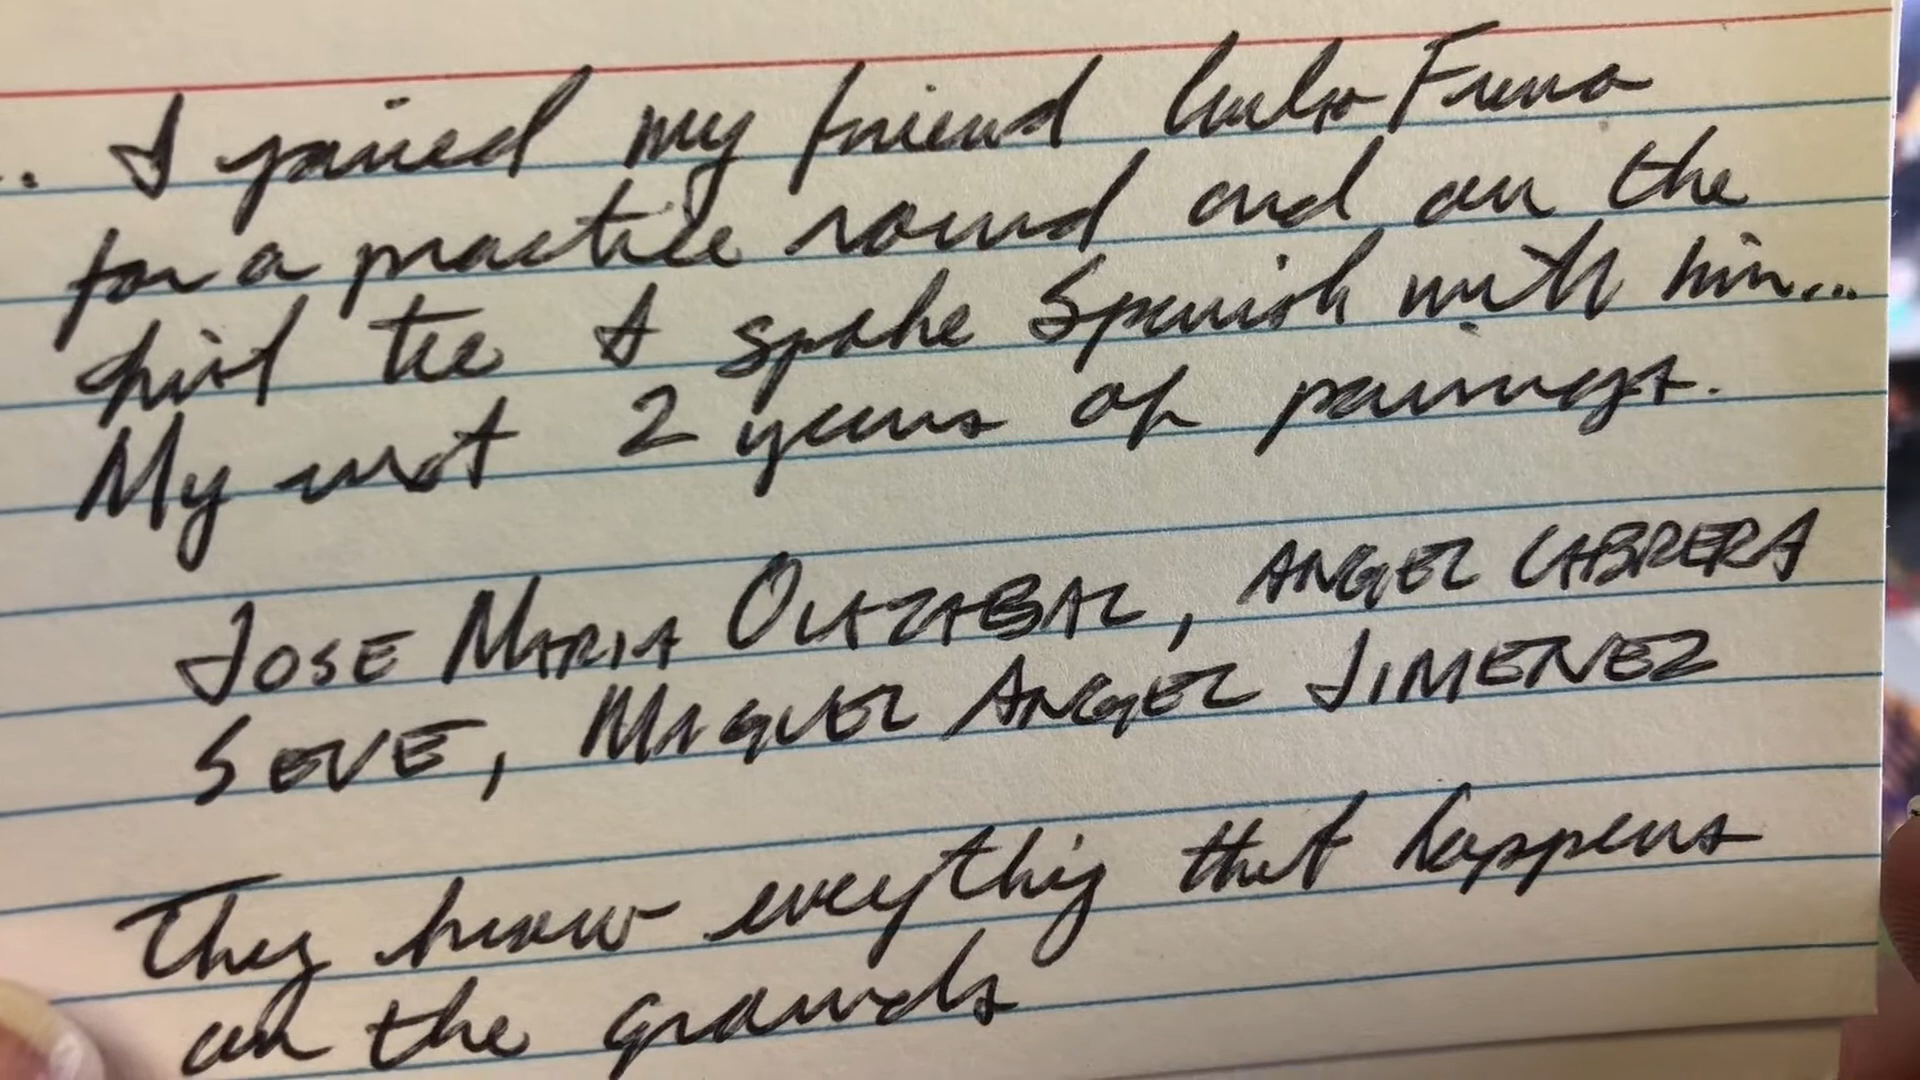 .. I joined my friend Carlos Franco
for a practice round and on the
first tee I spoke Spanish with him...
My next 2 years of pairings.
JOSE MARIA OLAZABAL, ANGEL CABRERA
SEVE, MIGUEL ANGEL JIMENEZ
They know everything that happens
on the grounds